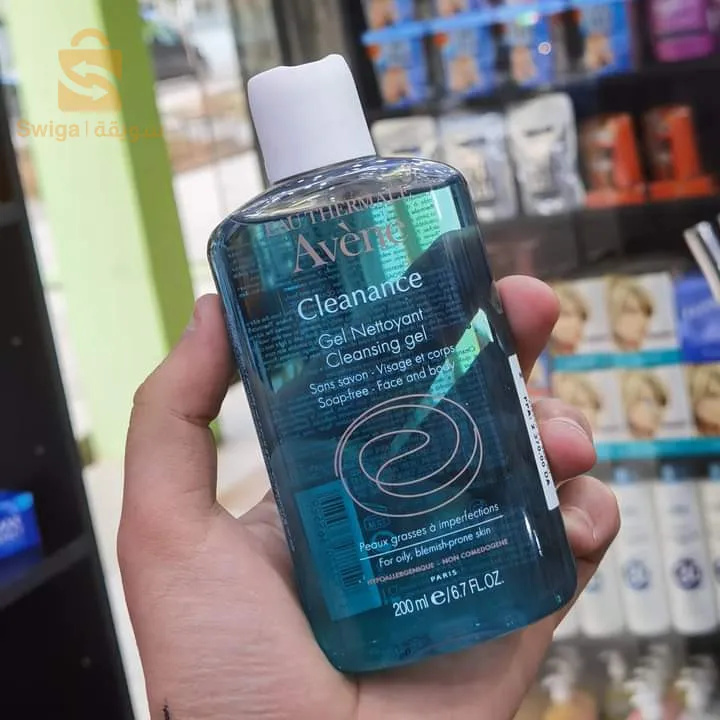 Swiga | سويقة
EAU THERMALE
Avène
Cleanance
Gel Nettoyant
Cleansing gel
Sans savon : Visage et corps
Soap-free : Face and body
Peaux grasses à imperfections
For oily, blemish-prone skin
HYPOALLERGÉNIQUE - NON COMÉDOGÈNE
PARIS
200 ml e/6.7 FL.OZ.